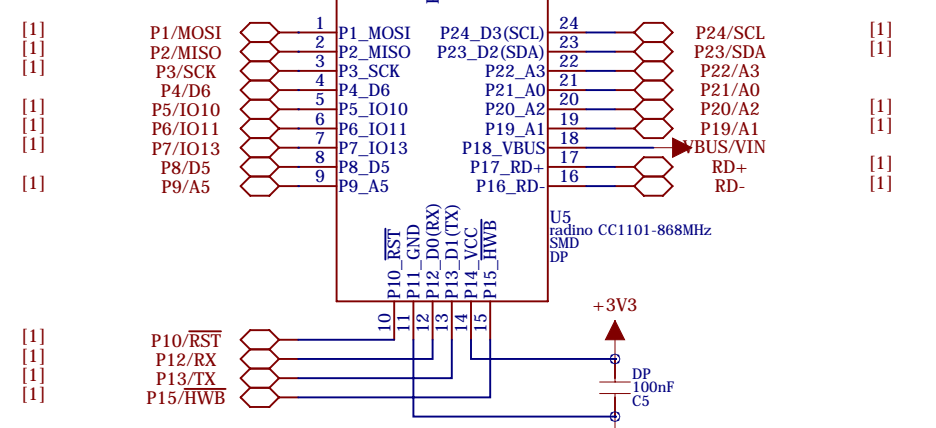 [1] P1/MOSI 1 P1_MOSI P24_D3(SCL) 24 P24/SCL [1]
[1] P2/MISO 2 P2_MISO P23_D2(SDA) 23 P23/SDA [1]
[1] P3/SCK 3 P3_SCK P22_A3 22 P22/A3
P4/D6 4 P4_D6 P21_A0 21 P21/A0
[1] P5/IO10 5 P5_IO10 P20_A2 20 P20/A2 [1]
[1] P6/IO11 6 P6_IO11 P19_A1 19 P19/A1 [1]
[1] P7/IO13 7 P7_IO13 P18_VBUS 18 VBUS/VIN
P8/D5 8 P8_D5 P17_RD+ 17 RD+ [1]
[1] P9/A5 9 P9_A5 P16_RD- 16 RD- [1]
U5
radino CC1101-868MHz
SMD
DP
P10_RST
P11_GND
P12_D0(RX)
P13_D1(TX)
P14_VCC
P15_HWB
10
11
12
13
14
15
+3V3
[1] P10/RST
[1] P12/RX
[1] P13/TX
[1] P15/HWB
DP
100nF
C5